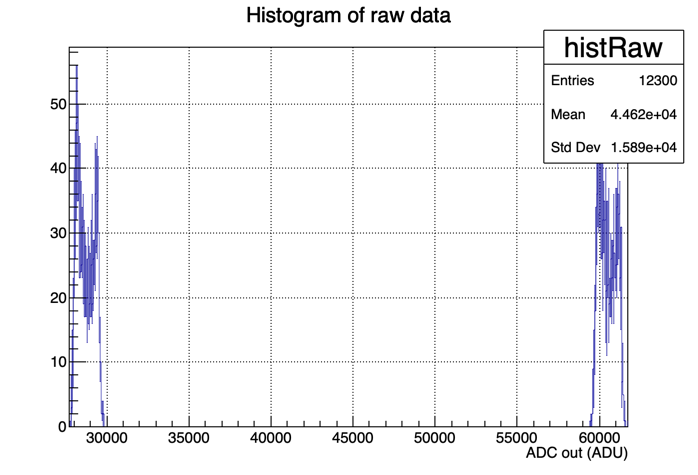 Histogram of raw data
histRaw
Entries 12300
Mean 4.462e+04
Std Dev 1.589e+04
50
40
30
20
10
0
30000 35000 40000 45000 50000 55000 60000
ADC out (ADU)